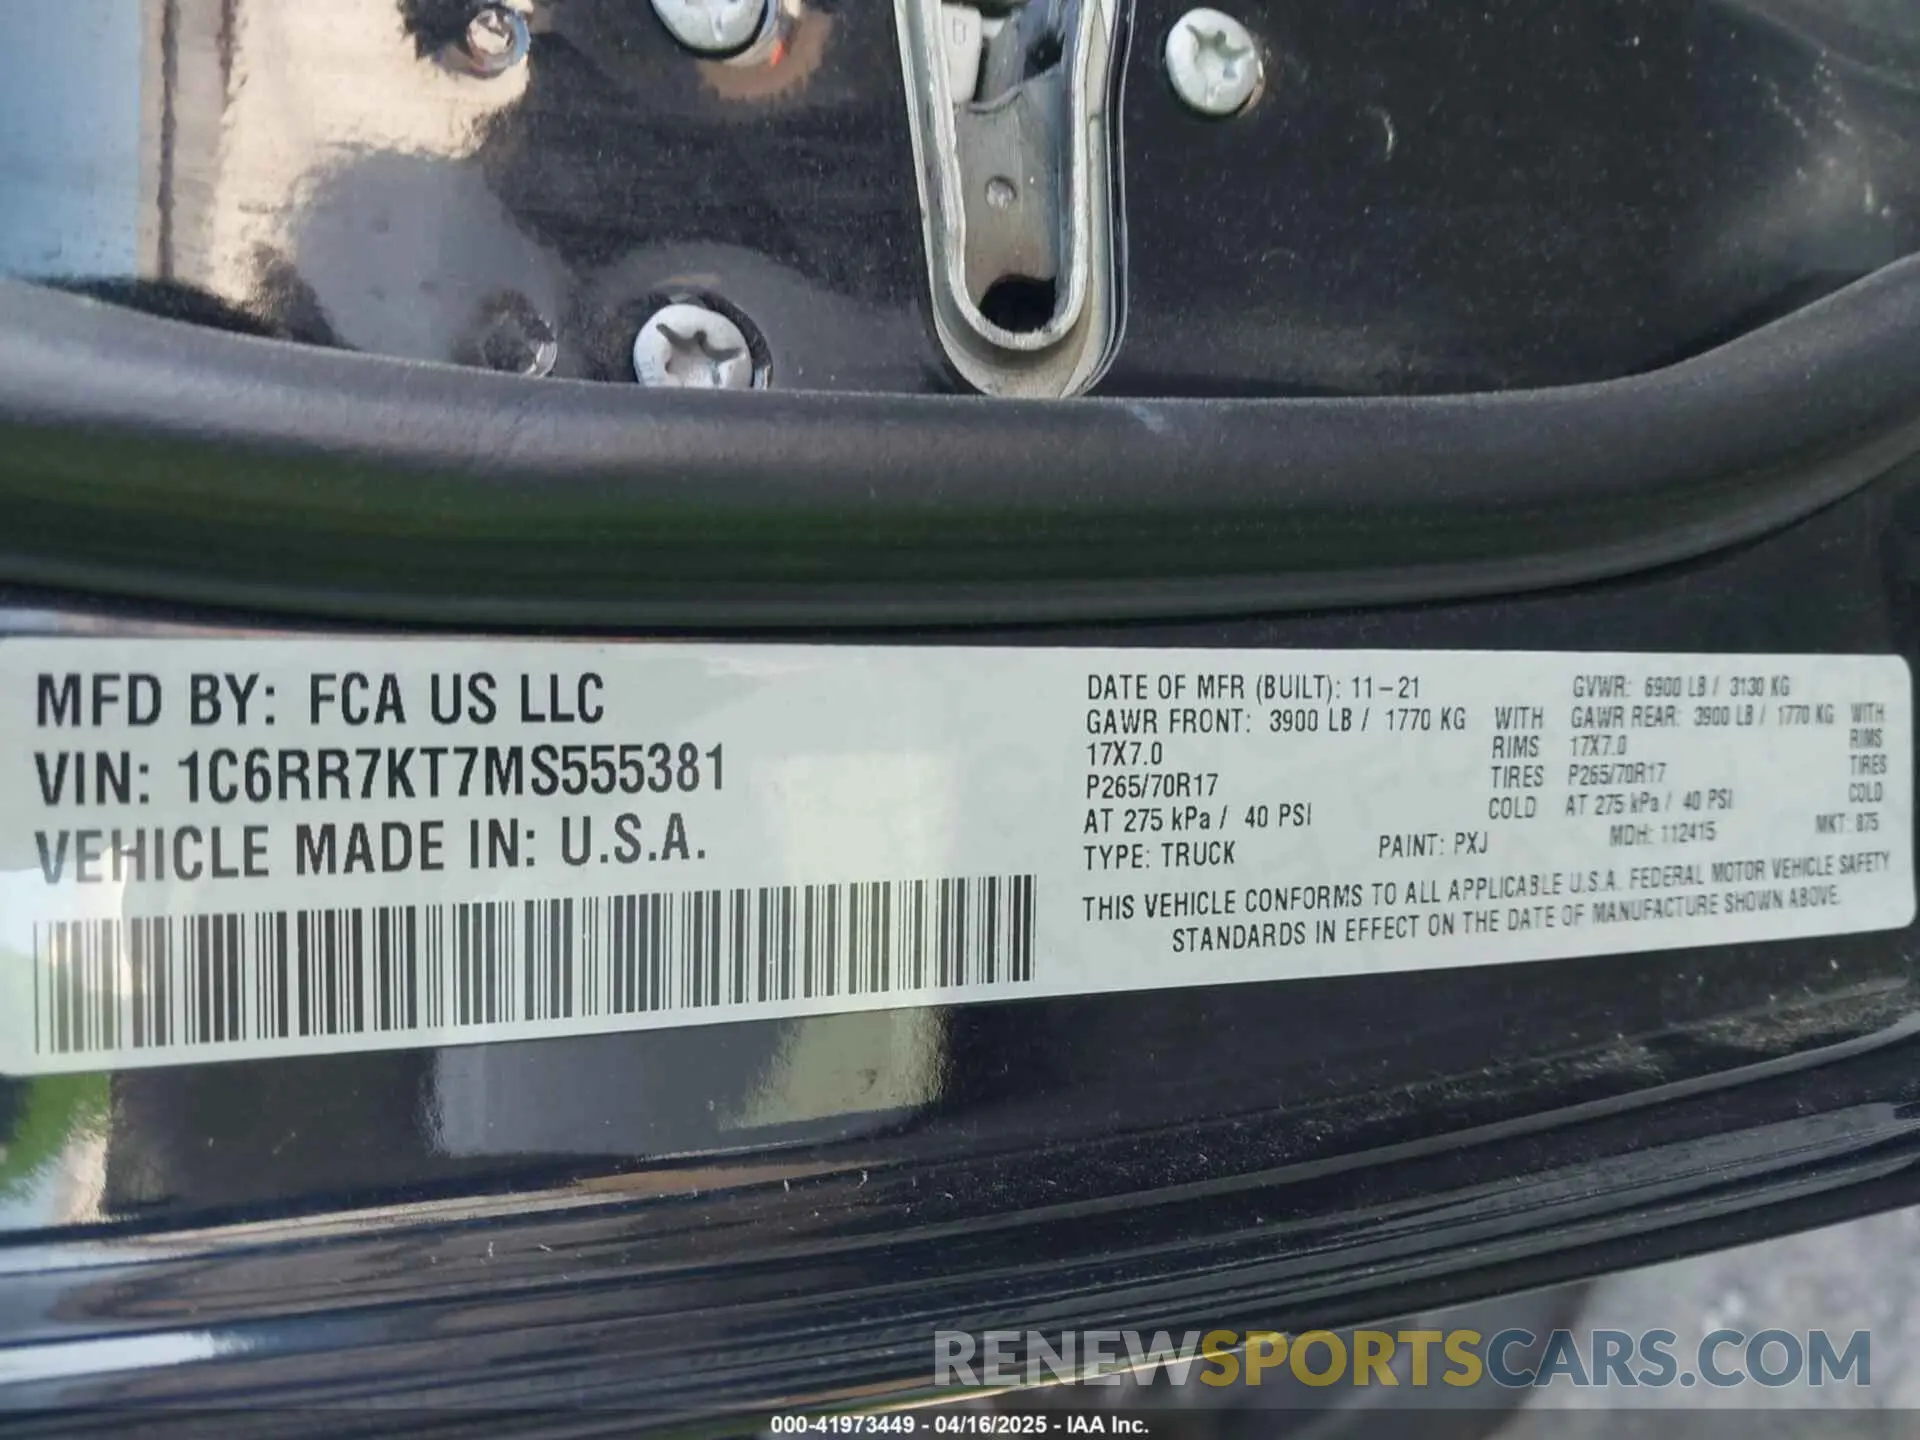 MFD BY: FCA US LLC
VIN: 1C6RR7KT7MS555381
VEHICLE MADE IN: U.S.A.
DATE OF MFR (BUILT): 11-21 GVWR: 6900 LB / 3130 KG
GAWR FRONT: 3900 LB / 1770 KG WITH GAWR REAR: 3900 LB / 1770 KG WITH
17X7.0 RIMS 17X7.0 RIMS
P265/70R17 TIRES P265/70R17 TIRES
AT 275 kPa / 40 PSI COLD AT 275 kPa / 40 PSI COLD
TYPE: TRUCK PAINT: PXJ MDH: 112415 MKT: 875
THIS VEHICLE CONFORMS TO ALL APPLICABLE U.S.A. FEDERAL MOTOR VEHICLE SAFETY
STANDARDS IN EFFECT ON THE DATE OF MANUFACTURE SHOWN ABOVE.
RENEWSPORTSCARS.COM
000-41973449 - 04/16/2025 - IAA Inc.